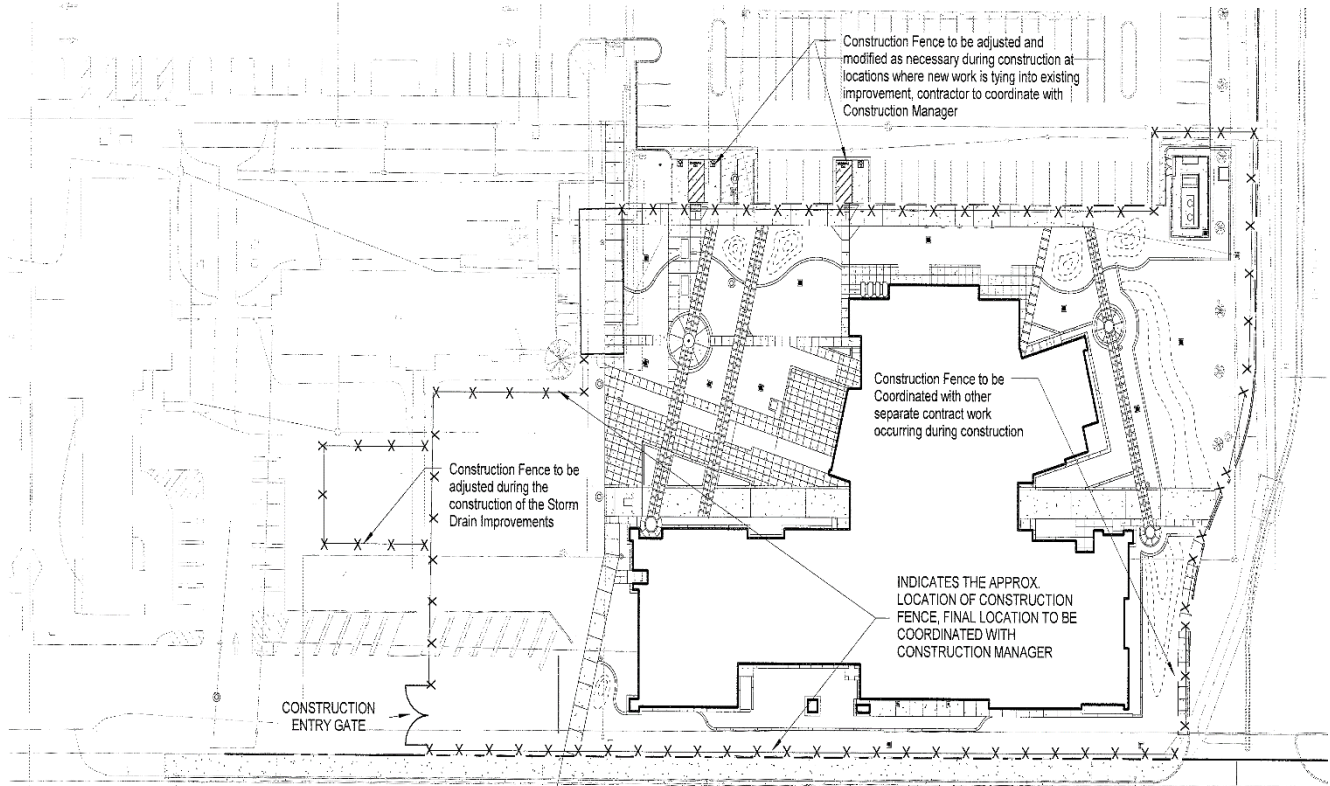 Construction Fence to be adjusted and
modified as necessary during construction at
locations where new work is tying into existing
improvement, contractor to coordinate with
Construction Manager
Construction Fence to be
Coordinated with other
separate contract work
occurring during construction
Construction Fence to be
adjusted during the
construction of the Storm
Drain Improvements
INDICATES THE APPROX.
LOCATION OF CONSTRUCTION
FENCE, FINAL LOCATION TO BE
COORDINATED WITH
CONSTRUCTION MANAGER
CONSTRUCTION
ENTRY GATE